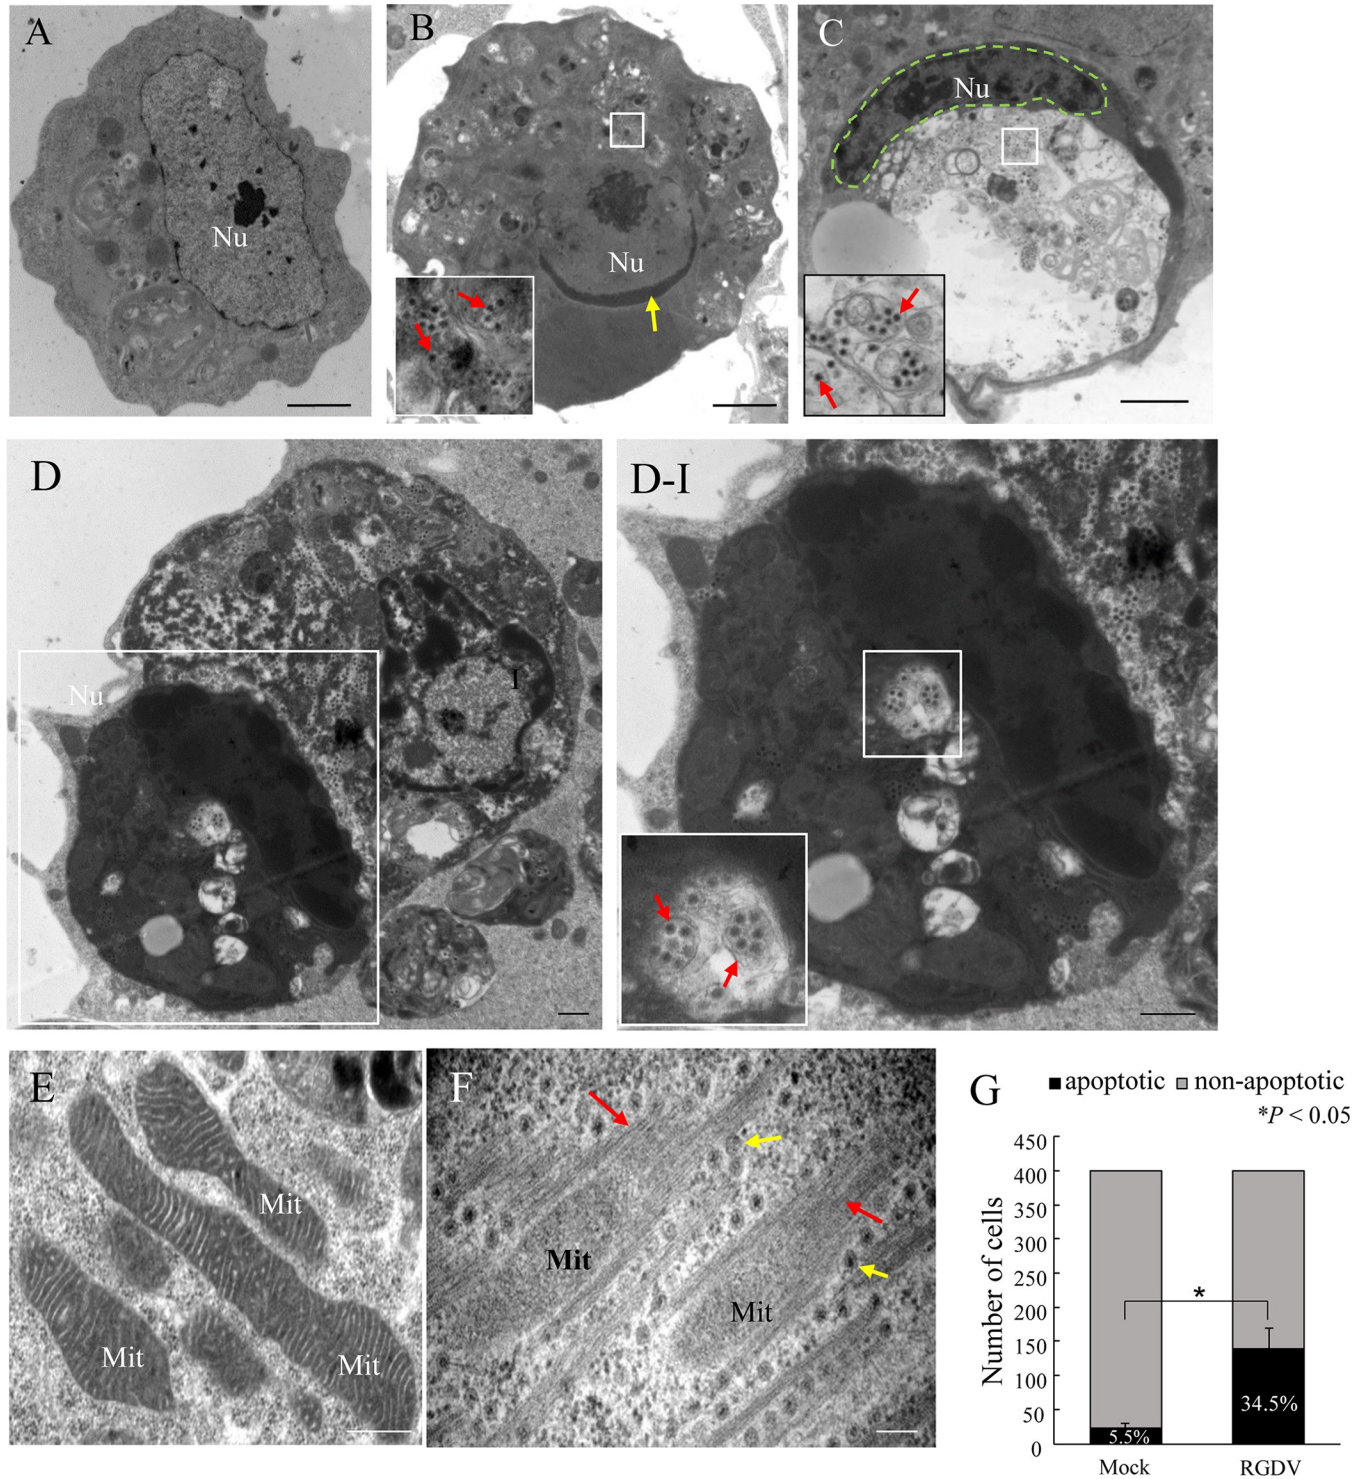 A
Nu
B
Nu
C
Nu
D
Nu
I
D-I
E
Mit
Mit
Mit
F
Mit
Mit
G
apoptotic non-apoptotic
*P < 0.05
Number of cells
450
400
350
300
250
200
150
100
50
0
*
5.5%
34.5%
Mock RGDV